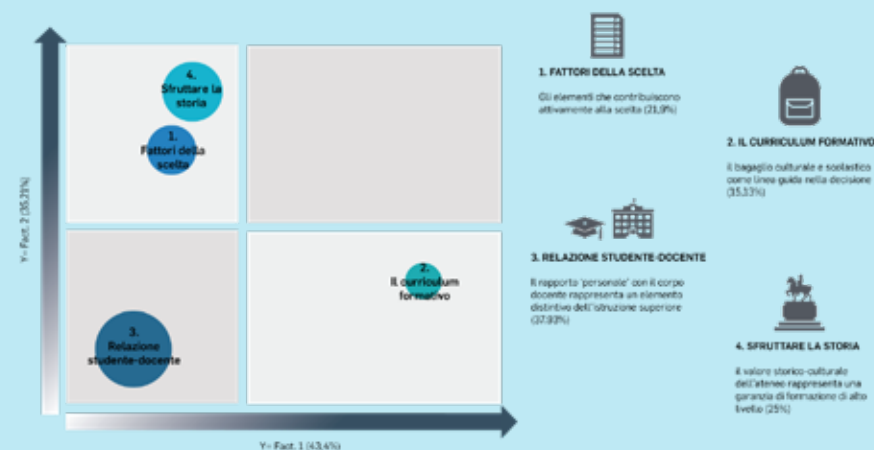 4.
Sfruttare la
storia
1.
Fattori della
scelta
2.
Il curriculum
formativo
3.
Relazione
studente-docente
Y= Fact. 2 (35,21%)
Y= Fact. 1 (43,4%)
1. FATTORI DELLA SCELTA
Gli elementi che contribuiscono
attivamente alla scelta (21,9%)
2. IL CURRICULUM FORMATIVO
il bagaglio culturale e scolastico
come linea guida nella decisione
(15,13%)
3. RELAZIONE STUDENTE-DOCENTE
Il rapporto 'personale' con il corpo
docente rappresenta un elemento
distintivo dell'istruzione superiore
(37,93%)
4. SFRUTTARE LA STORIA
il valore storico-culturale
dell'ateneo rappresenta una
garanzia di formazione di alto
livello (25%)